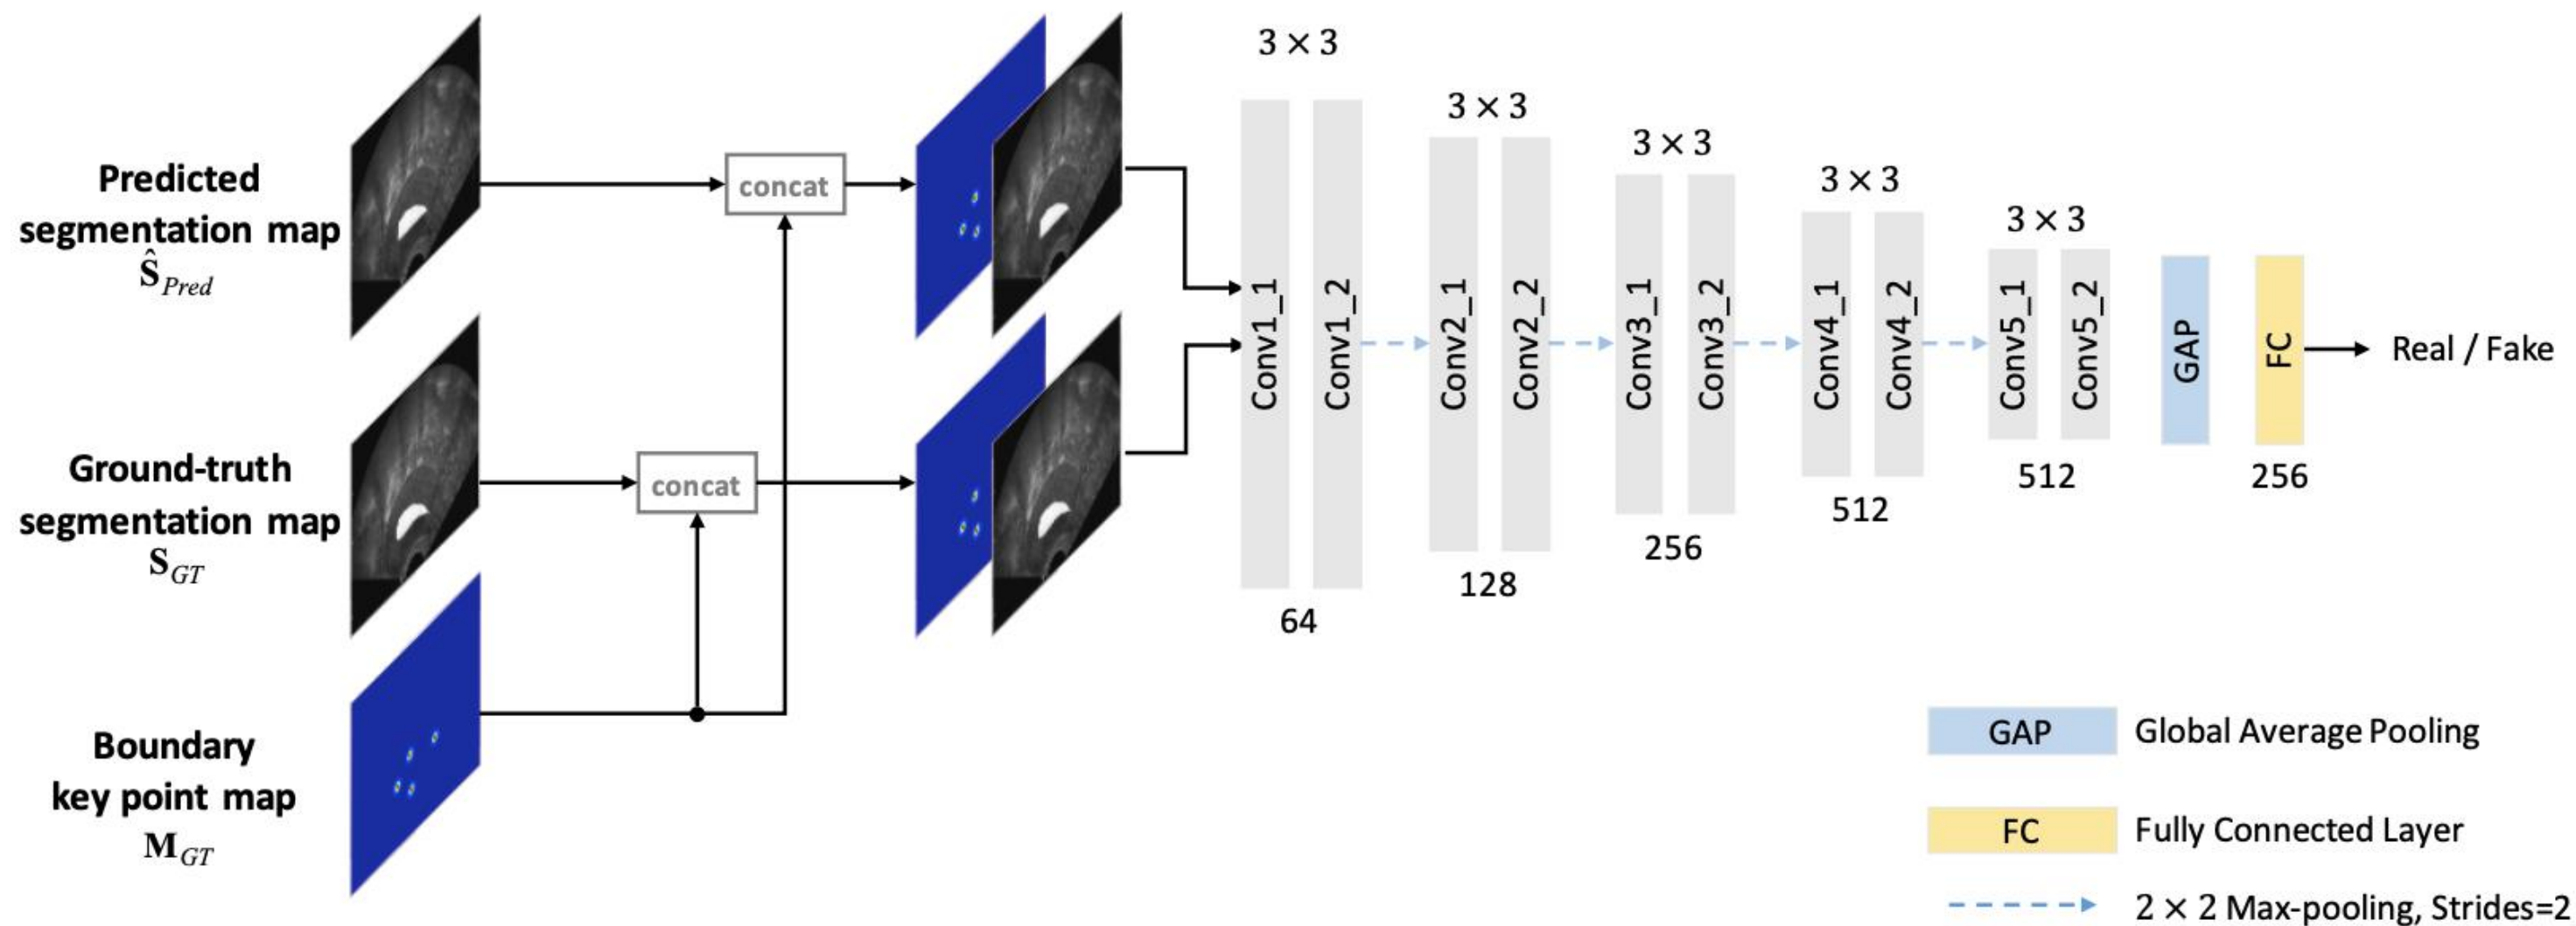 Predicted
segmentation map
Ŝ_Pred
Ground-truth
segmentation map
S_GT
Boundary
key point map
M_GT
concat
concat
3 × 3
3 × 3
3 × 3
3 × 3
3 × 3
Conv1_1
Conv1_2
Conv2_1
Conv2_2
Conv3_1
Conv3_2
Conv4_1
Conv4_2
Conv5_1
Conv5_2
GAP
FC
Real / Fake
64
128
256
512
512
256
GAP Global Average Pooling
FC Fully Connected Layer
2 × 2 Max-pooling, Strides=2